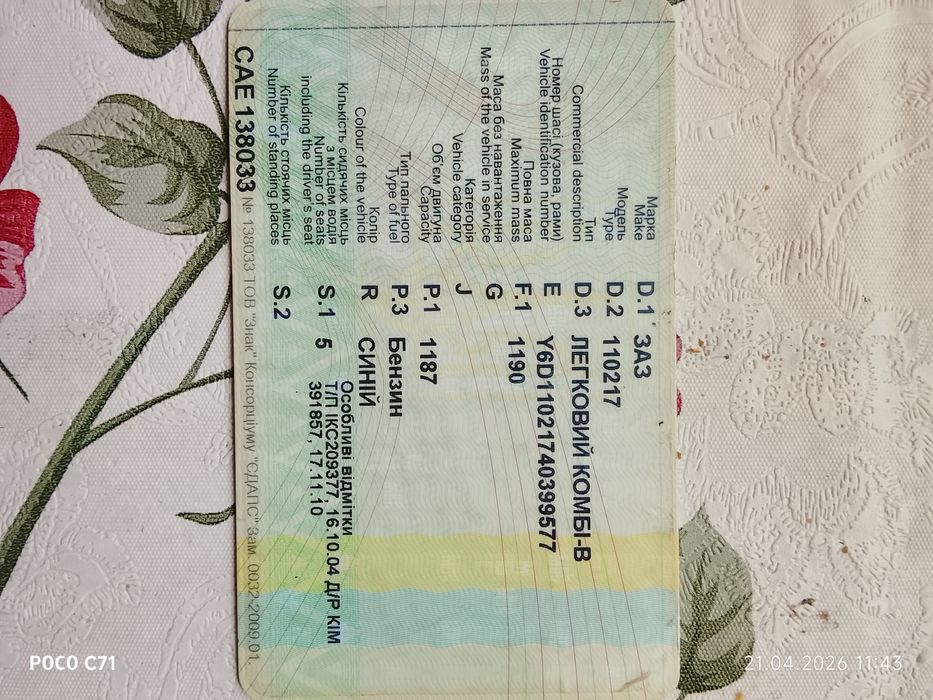 Марка
Make D.1 ЗАЗ
Модель
Type D.2 110217
Тип
Commercial description D.3 ЛЕГКОВИЙ КОМБІ-В
Номер шасі (кузова, рами)
Vehicle identification number E Y6D11021740399577
Повна маса
Maximum mass F.1 1190
Маса без навантаження
Mass of the vehicle in service G
Категорія
Vehicle category J
Об'єм двигуна
Capacity P.1 1187
Тип пального
Type of fuel P.3 Бензин
Колір
Colour of the vehicle R СИНІЙ
Кількість сидячих місць
з місцем водія
Number of seats
including the driver's seat S.1 5
Особливі відмітки
Т/П ІКС209377, 16.10.04 Д/Р КІМ
391857, 17.11.10
Кількість стоячих місць
Number of standing places S.2
САЕ 138033 № 138033 ТОВ "Знак" Консорціуму "ЄДАПС" Зам. 0032-2009.01.
POCO C71
21.04.2026 11:43